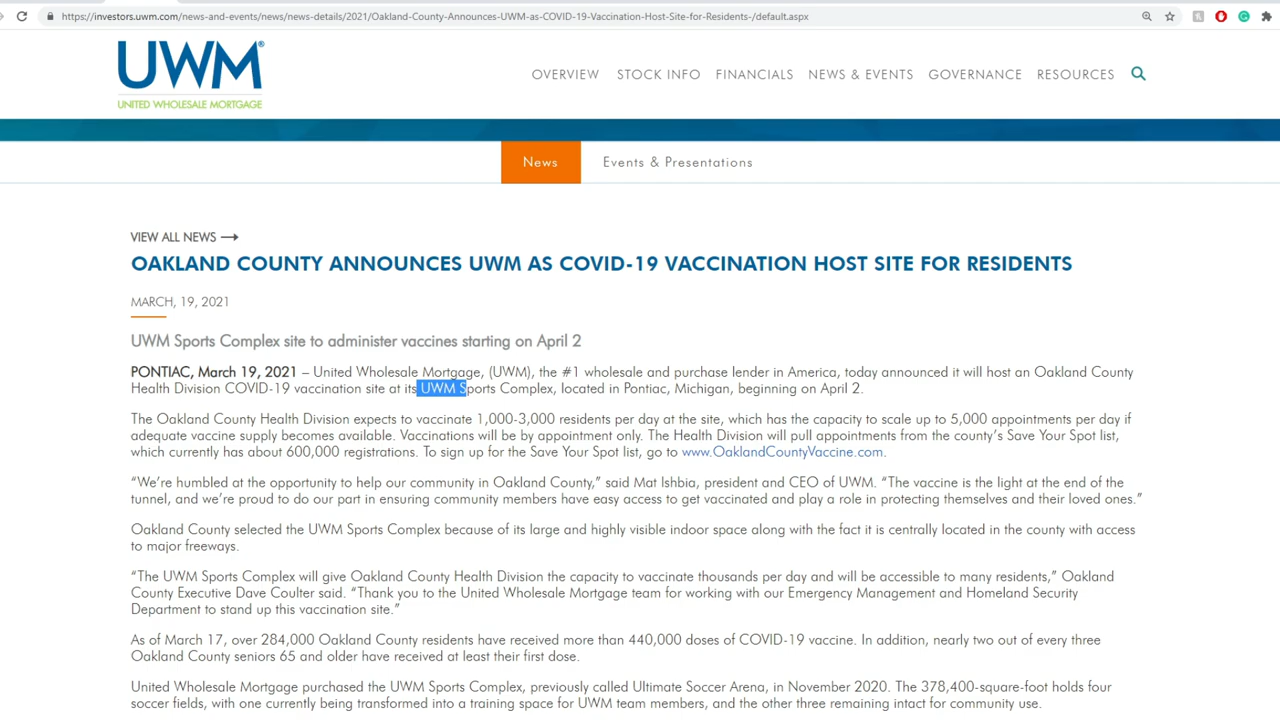 https://investors.uwm.com/news-and-events/news/news-details/2021/Oakland-County-Announces-UWM-as-COVID-19-Vaccination-Host-Site-for-Residents-/default.aspx
UWM®
UNITED WHOLESALE MORTGAGE
OVERVIEW STOCK INFO FINANCIALS NEWS & EVENTS GOVERNANCE RESOURCES
News Events & Presentations
VIEW ALL NEWS
OAKLAND COUNTY ANNOUNCES UWM AS COVID-19 VACCINATION HOST SITE FOR RESIDENTS
MARCH, 19, 2021
UWM Sports Complex site to administer vaccines starting on April 2
PONTIAC, March 19, 2021 – United Wholesale Mortgage, (UWM), the #1 wholesale and purchase lender in America, today announced it will host an Oakland County
Health Division COVID-19 vaccination site at its UWM Sports Complex, located in Pontiac, Michigan, beginning on April 2.
The Oakland County Health Division expects to vaccinate 1,000-3,000 residents per day at the site, which has the capacity to scale up to 5,000 appointments per day if
adequate vaccine supply becomes available. Vaccinations will be by appointment only. The Health Division will pull appointments from the county’s Save Your Spot list,
which currently has about 600,000 registrations. To sign up for the Save Your Spot list, go to www.OaklandCountyVaccine.com.
“We’re humbled at the opportunity to help our community in Oakland County,” said Mat Ishbia, president and CEO of UWM. “The vaccine is the light at the end of the
tunnel, and we’re proud to do our part in ensuring community members have easy access to get vaccinated and play a role in protecting themselves and their loved ones.”
Oakland County selected the UWM Sports Complex because of its large and highly visible indoor space along with the fact it is centrally located in the county with access
to major freeways.
“The UWM Sports Complex will give Oakland County Health Division the capacity to vaccinate thousands per day and will be accessible to many residents,” Oakland
County Executive Dave Coulter said. “Thank you to the United Wholesale Mortgage team for working with our Emergency Management and Homeland Security
Department to stand up this vaccination site.”
As of March 17, over 284,000 Oakland County residents have received more than 440,000 doses of COVID-19 vaccine. In addition, nearly two out of every three
Oakland County seniors 65 and older have received at least their first dose.
United Wholesale Mortgage purchased the UWM Sports Complex, previously called Ultimate Soccer Arena, in November 2020. The 378,400-square-foot holds four
soccer fields, with one currently being transformed into a training space for UWM team members, and the other three remaining intact for community use.